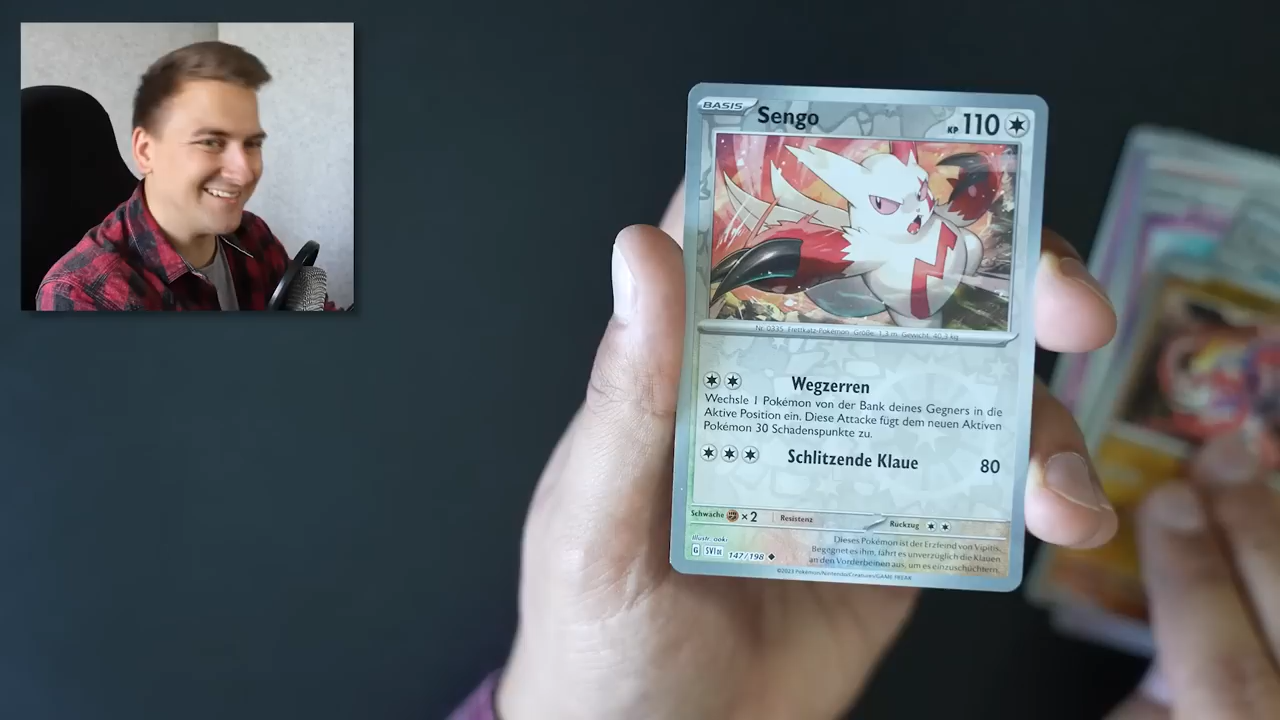 BASIS
Sengo
KP 110
Nr. 0335 Frettkatz-Pokémon Größe: 1,3 m Gewicht: 40,3 kg
Wegzerren
Wechsle 1 Pokémon von der Bank deines Gegners in die
Aktive Position ein. Diese Attacke fügt dem neuen Aktiven
Pokémon 30 Schadenspunkte zu.
Schlitzende Klaue 80
Schwäche ×2 Resistenz Rückzug
Illustr. ooki
Dieses Pokémon ist der Erzfeind von Vipitis.
Begegnet es ihm, fährt es unverzüglich die Klauen
an den Vorderbeinen aus, um es einzuschüchtern.
G SVI DE 147/198
©2023 Pokémon/Nintendo/Creatures/GAME FREAK